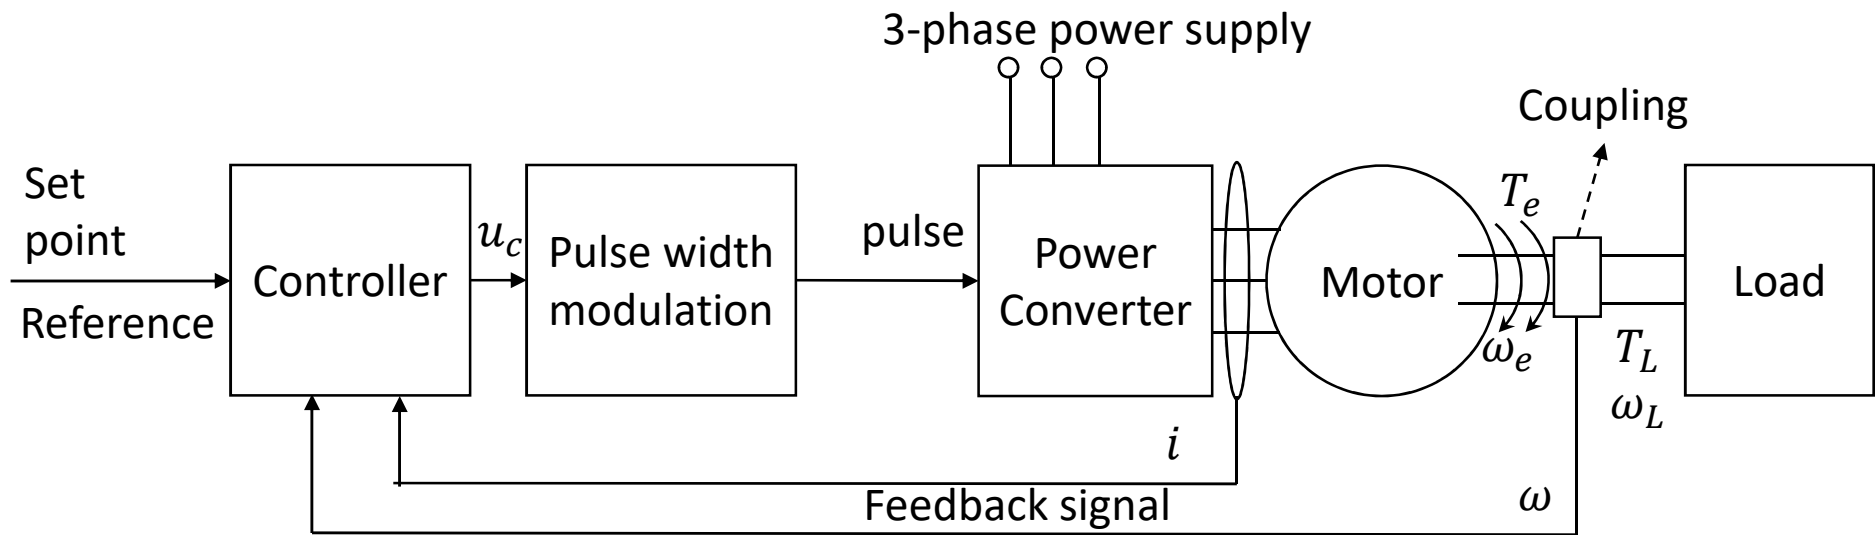 3-phase power supply
Coupling
Set
point
Reference
Controller
u_c
Pulse width
modulation
pulse
Power
Converter
Motor
T_e
ω_e
T_L
ω_L
Load
i
Feedback signal
ω